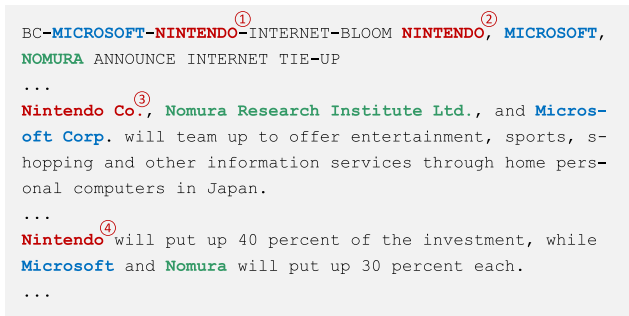 BC-MICROSOFT-NINTENDO①-INTERNET-BLOOM NINTENDO②, MICROSOFT,
NOMURA ANNOUNCE INTERNET TIE-UP
...
Nintendo Co.③, Nomura Research Institute Ltd., and Micros-
oft Corp. will team up to offer entertainment, sports, s-
hopping and other information services through home pers-
onal computers in Japan.
...
Nintendo④ will put up 40 percent of the investment, while
Microsoft and Nomura will put up 30 percent each.
...